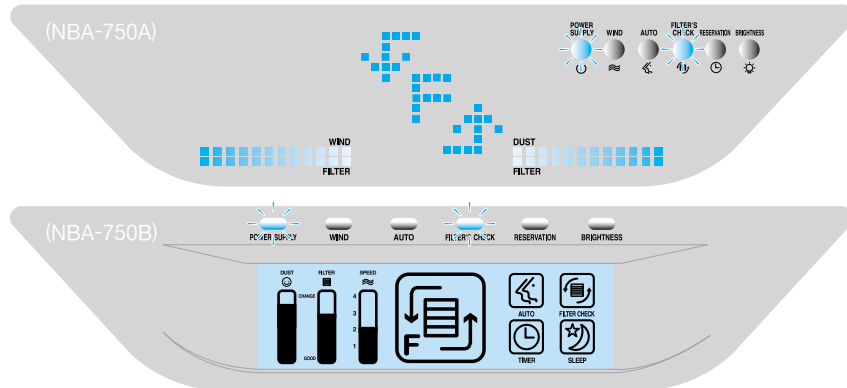 (NBA-750A)
POWER SUPPLY WIND AUTO FILTER'S CHECK RESERVATION BRIGHTNESS
F
WIND DUST
FILTER FILTER
(NBA-750B)
POWER SUPPLY WIND AUTO FILTER'S CHECK RESERVATION BRIGHTNESS
DUST FILTER SPEED
CHANGE 4
3
2
1
GOOD
F
AUTO FILTER CHECK
TIMER SLEEP